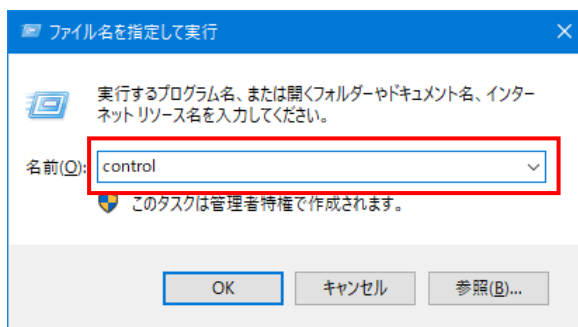 ファイル名を指定して実行
実行するプログラム名、または開くフォルダーやドキュメント名、インター
ネット リソース名を入力してください。
名前(O): control
このタスクは管理者特権で作成されます。
OK キャンセル 参照(B)...